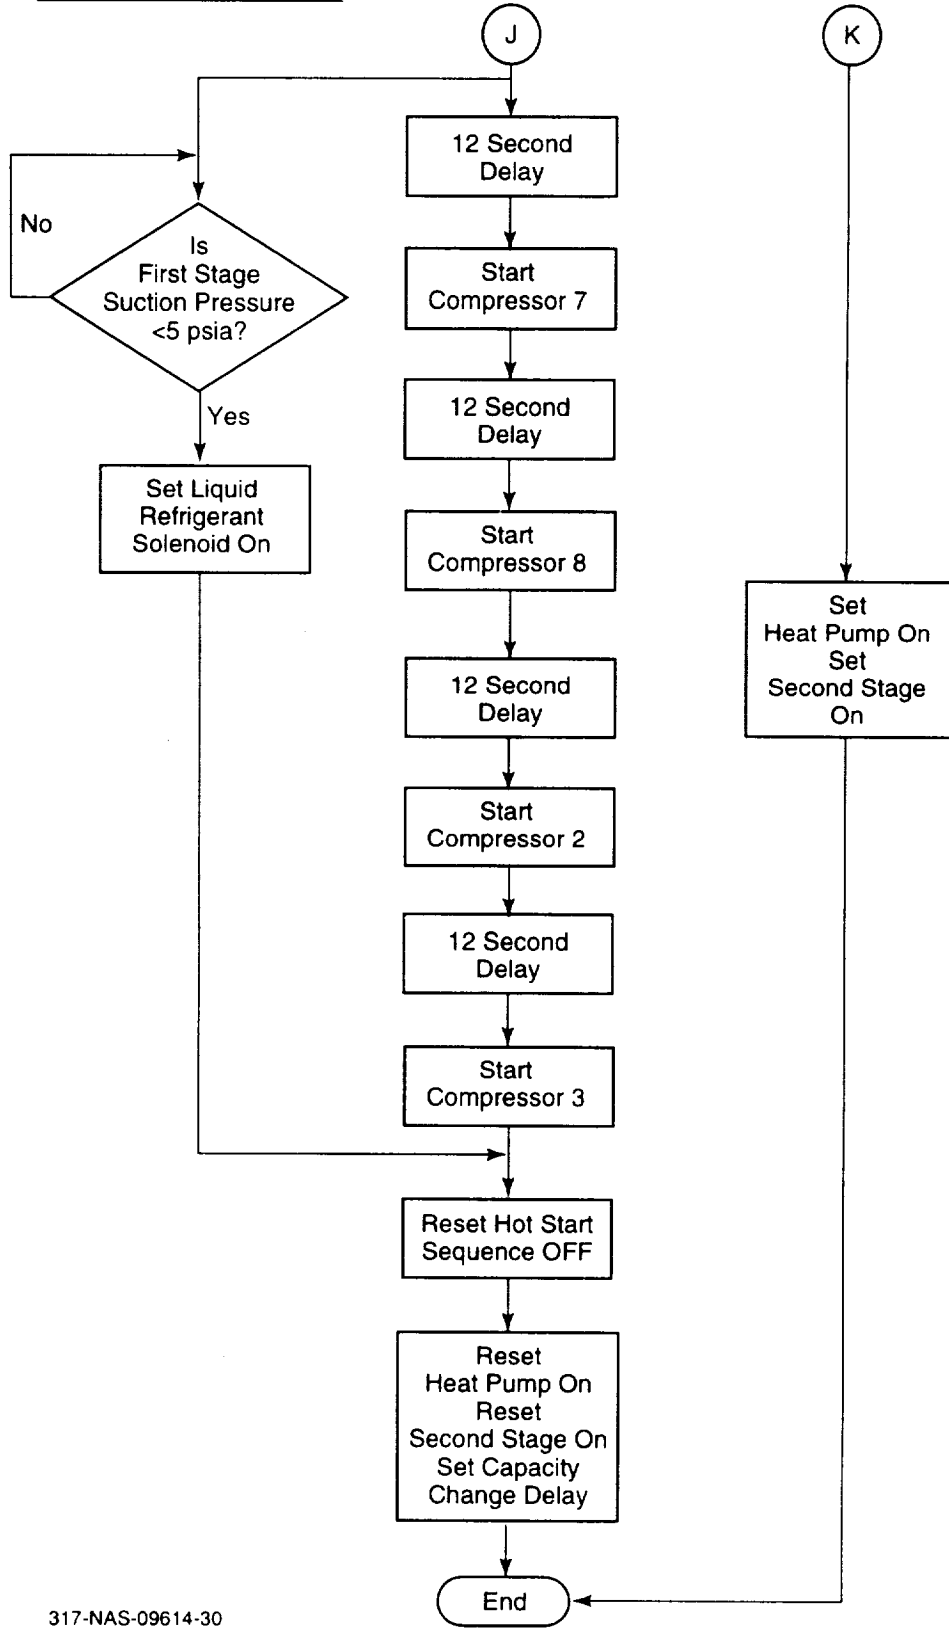 J
K
12 Second
Delay
No
Is
First Stage
Suction Pressure
<5 psia?
Start
Compressor 7
12 Second
Delay
Yes
Set Liquid
Refrigerant
Solenoid On
Start
Compressor 8
Set
Heat Pump On
Set
Second Stage
On
12 Second
Delay
Start
Compressor 2
12 Second
Delay
Start
Compressor 3
Reset Hot Start
Sequence OFF
Reset
Heat Pump On
Reset
Second Stage On
Set Capacity
Change Delay
End
317-NAS-09614-30